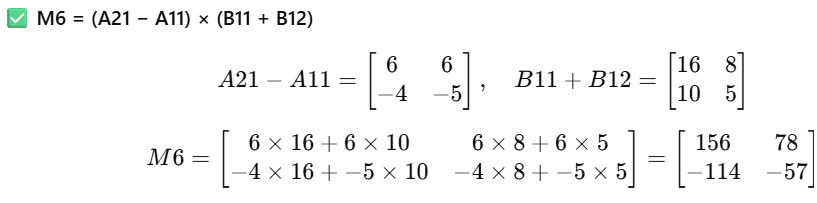 ✅ M6 = (A21 − A11) × (B11 + B12)
A21 − A11 = [6 6; −4 −5], B11 + B12 = [16 8; 10 5]
M6 = [6 × 16 + 6 × 10 6 × 8 + 6 × 5; −4 × 16 + −5 × 10 −4 × 8 + −5 × 5] = [156 78; −114 −57]